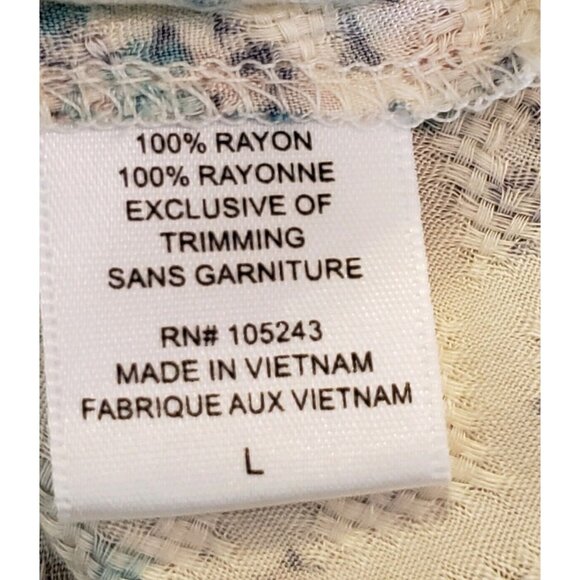 100% RAYON
100% RAYONNE
EXCLUSIVE OF
TRIMMING
SANS GARNITURE
RN# 105243
MADE IN VIETNAM
FABRIQUE AUX VIETNAM
L